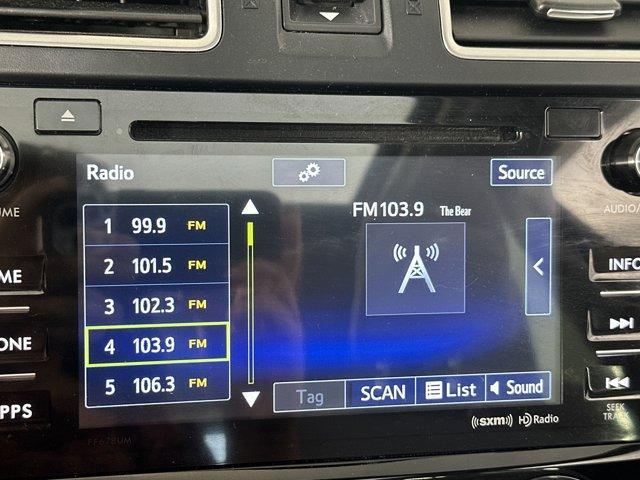 Radio
Source
FM103.9 The Bear
1 99.9 FM
2 101.5 FM
3 102.3 FM
4 103.9 FM
5 106.3 FM
Tag SCAN List Sound
((sxm)) HD Radio
FF678UM
UME
ME
ONE
PPS
AUDIO/
INFO
SEEK
TRACK